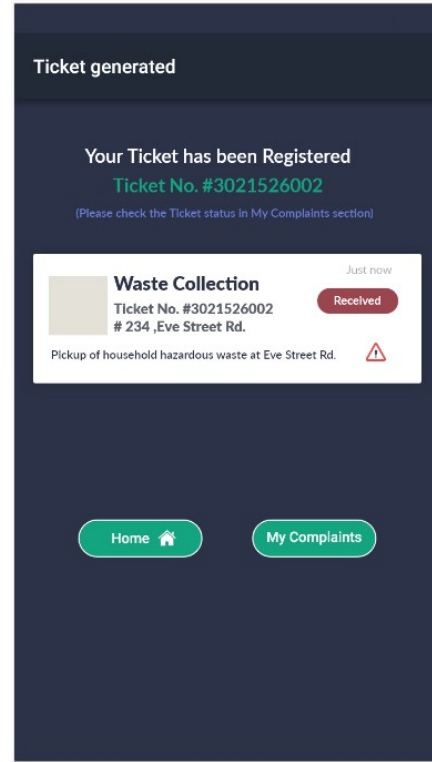 Ticket generated
Your Ticket has been Registered
Ticket No. #3021526002
(Please check the Ticket status in My Complaints section)
Just now
Waste Collection
Received
Ticket No. #3021526002
# 234 ,Eve Street Rd.
Pickup of household hazardous waste at Eve Street Rd.
Home
My Complaints